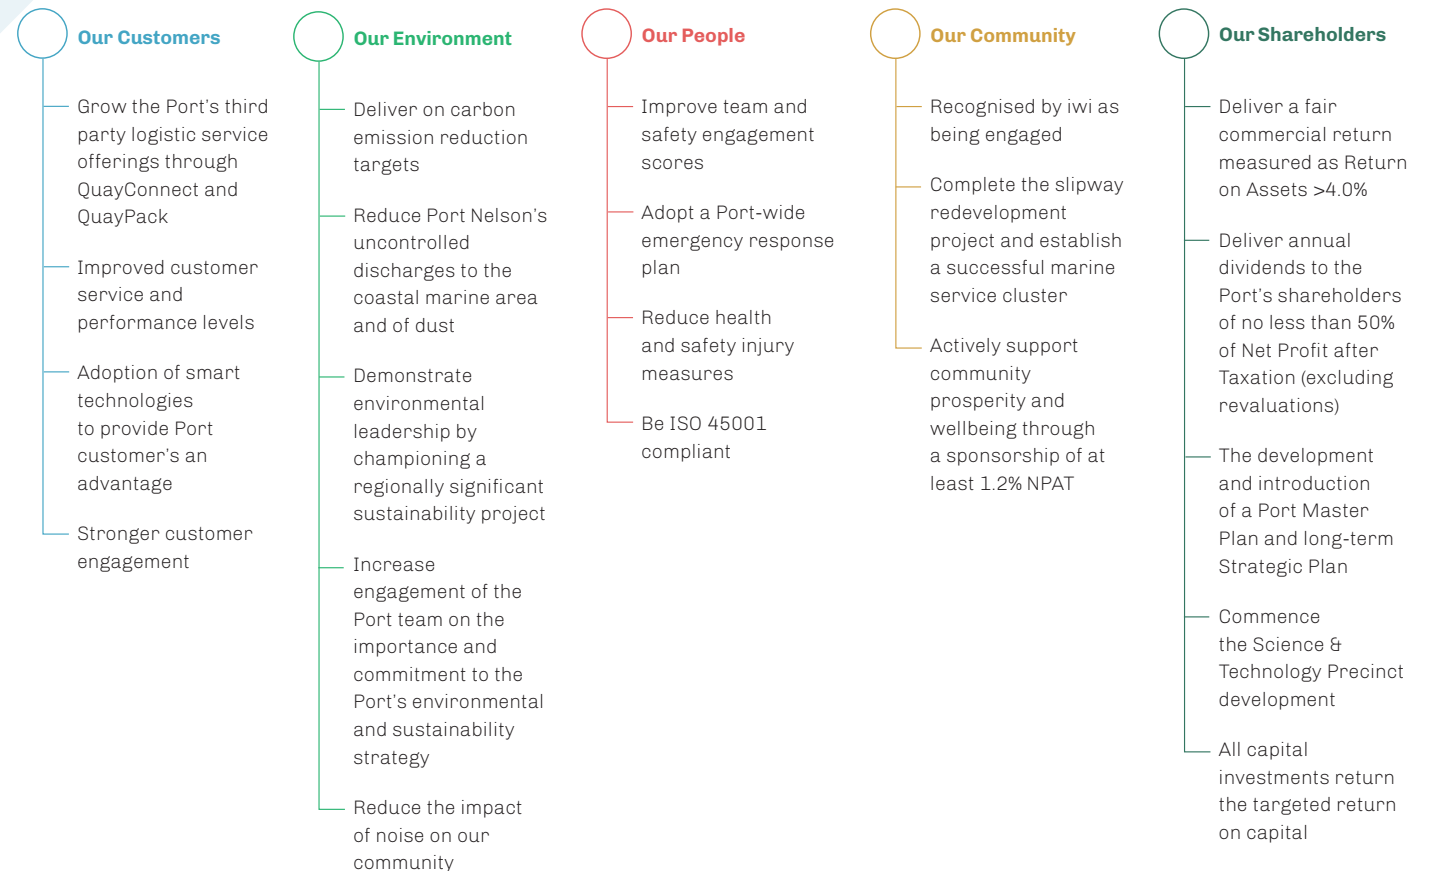 Our Customers
Grow the Port's third
party logistic service
offerings through
QuayConnect and
QuayPack
Improved customer
service and
performance levels
Adoption of smart
technologies
to provide Port
customer's an
advantage
Stronger customer
engagement
Our Environment
Deliver on carbon
emission reduction
targets
Reduce Port Nelson's
uncontrolled
discharges to the
coastal marine area
and of dust
Demonstrate
environmental
leadership by
championing a
regionally significant
sustainability project
Increase
engagement of the
Port team on the
importance and
commitment to the
Port's environmental
and sustainability
strategy
Reduce the impact
of noise on our
community
Our People
Improve team and
safety engagement
scores
Adopt a Port-wide
emergency response
plan
Reduce health
and safety injury
measures
Be ISO 45001
compliant
Our Community
Recognised by iwi as
being engaged
Complete the slipway
redevelopment
project and establish
a successful marine
service cluster
Actively support
community
prosperity and
wellbeing through
a sponsorship of at
least 1.2% NPAT
Our Shareholders
Deliver a fair
commercial return
measured as Return
on Assets >4.0%
Deliver annual
dividends to the
Port's shareholders
of no less than 50%
of Net Profit after
Taxation (excluding
revaluations)
The development
and introduction
of a Port Master
Plan and long-term
Strategic Plan
Commence
the Science &
Technology Precinct
development
All capital
investments return
the targeted return
on capital